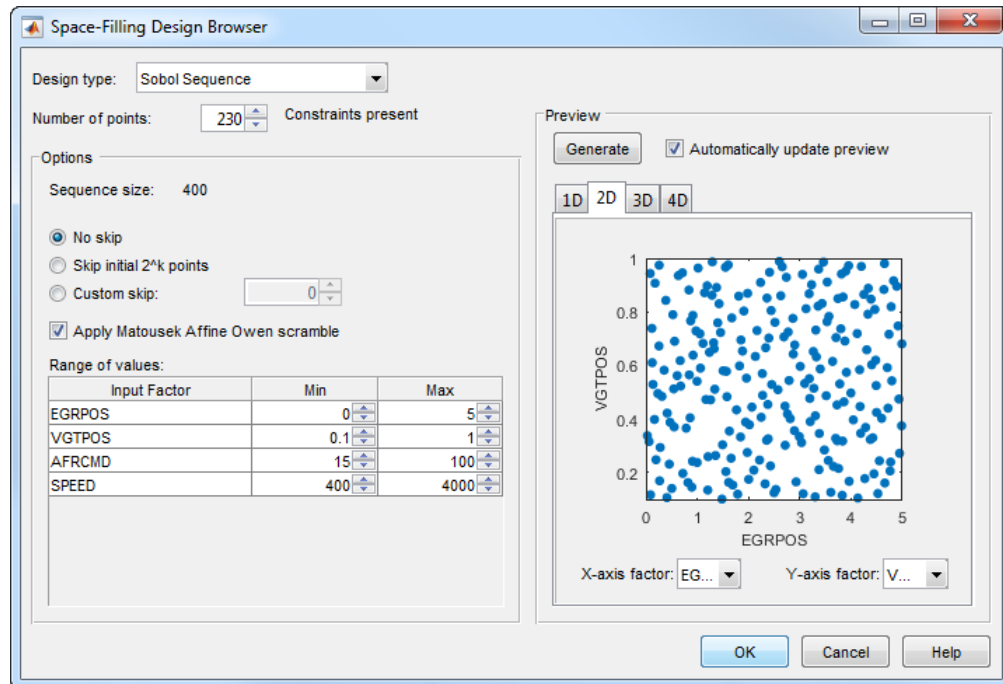 Space-Filling Design Browser
Design type: Sobol Sequence
Number of points: 230 Constraints present
Options
Sequence size: 400
No skip
Skip initial 2^k points
Custom skip: 0
Apply Matousek Affine Owen scramble
Range of values:
Input Factor Min Max
EGRPOS 0 5
VGTPOS 0.1 1
AFRCMD 15 100
SPEED 400 4000
Preview
Generate Automatically update preview
1D 2D 3D 4D
1
0.8
0.6
0.4
0.2
VGTPOS
0 1 2 3 4 5
EGRPOS
X-axis factor: EG... Y-axis factor: V...
OK Cancel Help